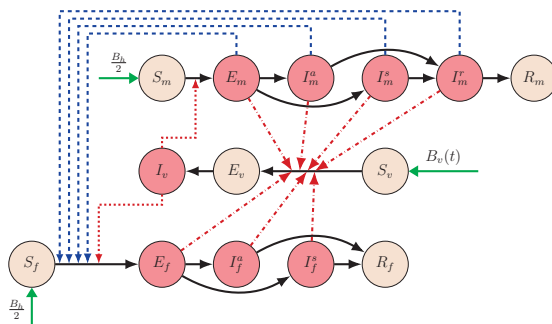 B_h/2 S_m E_m I_m^a I_m^s I_m^r R_m
I_v E_v S_v B_v(t)
S_f E_f I_f^a I_f^s R_f
B_h/2